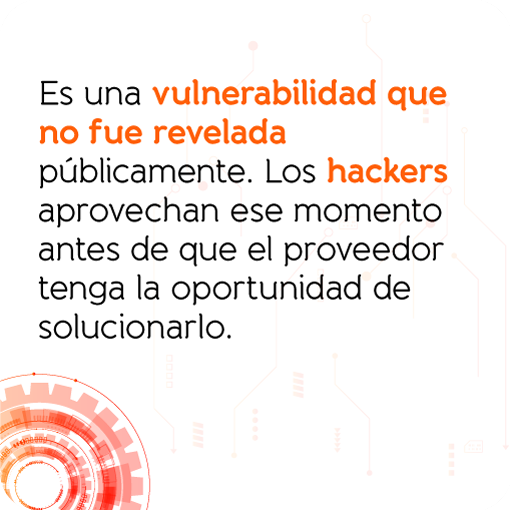 Es una vulnerabilidad que
no fue revelada
públicamente. Los hackers
aprovechan ese momento
antes de que el proveedor
tenga la oportunidad de
solucionarlo.